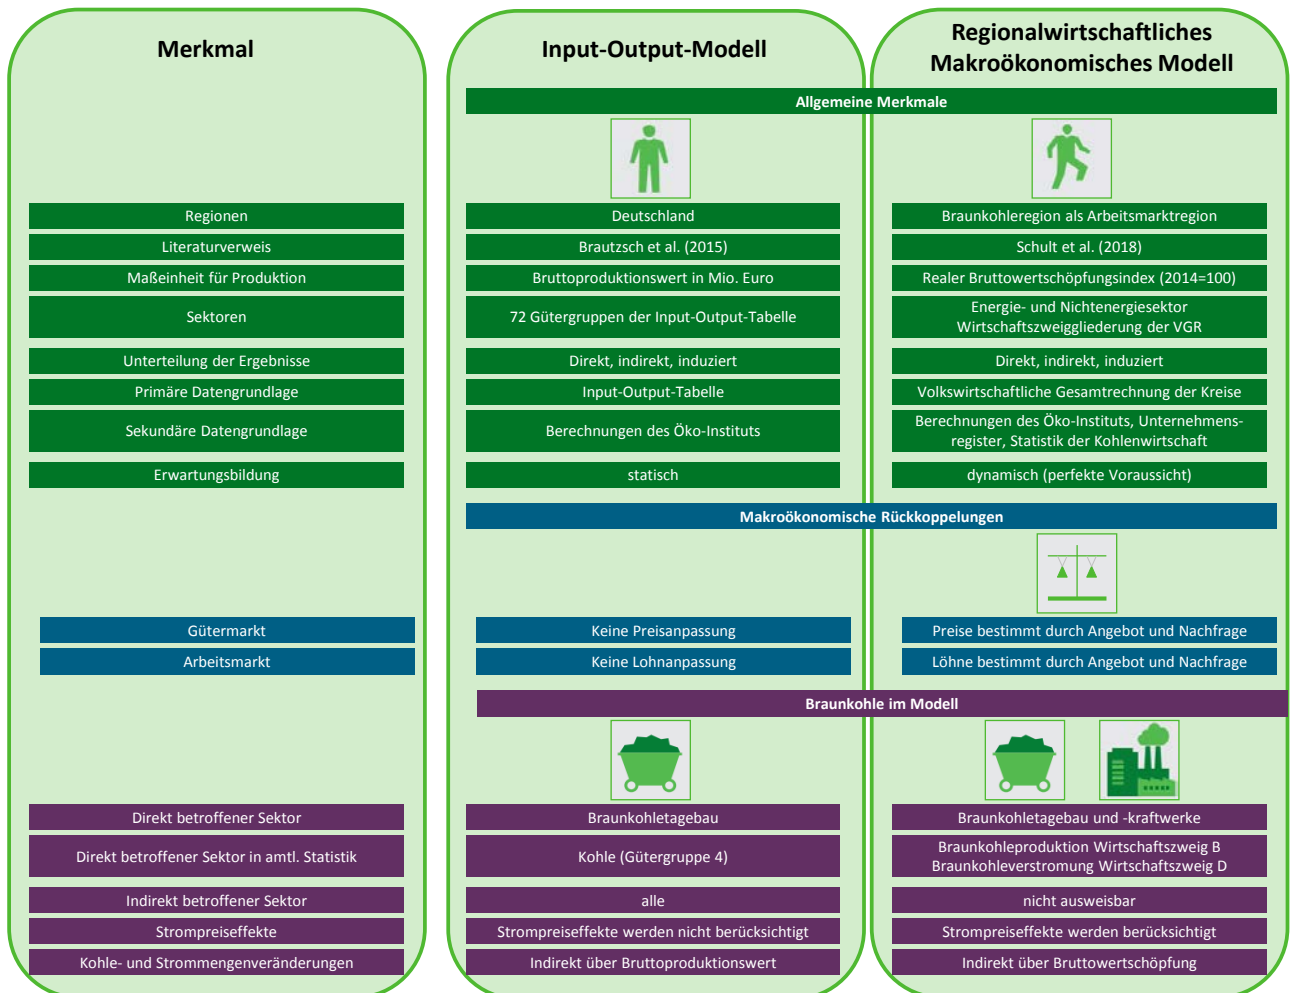 Merkmal
Input-Output-Modell
Regionalwirtschaftliches
Makroökonomisches Modell
Allgemeine Merkmale
Regionen
Deutschland
Braunkohleregion als Arbeitsmarktregion
Literaturverweis
Brautzsch et al. (2015)
Schult et al. (2018)
Maßeinheit für Produktion
Bruttoproduktionswert in Mio. Euro
Realer Bruttowertschöpfungsindex (2014=100)
Sektoren
72 Gütergruppen der Input-Output-Tabelle
Energie- und Nichtenergiesektor
Wirtschaftszweiggliederung der VGR
Unterteilung der Ergebnisse
Direkt, indirekt, induziert
Direkt, indirekt, induziert
Primäre Datengrundlage
Input-Output-Tabelle
Volkswirtschaftliche Gesamtrechnung der Kreise
Sekundäre Datengrundlage
Berechnungen des Öko-Instituts
Berechnungen des Öko-Instituts, Unternehmens-
register, Statistik der Kohlenwirtschaft
Erwartungsbildung
statisch
dynamisch (perfekte Voraussicht)
Makroökonomische Rückkoppelungen
Gütermarkt
Keine Preisanpassung
Preise bestimmt durch Angebot und Nachfrage
Arbeitsmarkt
Keine Lohnanpassung
Löhne bestimmt durch Angebot und Nachfrage
Braunkohle im Modell
Direkt betroffener Sektor
Braunkohletagebau
Braunkohletagebau und -kraftwerke
Direkt betroffener Sektor in amtl. Statistik
Kohle (Gütergruppe 4)
Braunkohleproduktion Wirtschaftszweig B
Braunkohleverstromung Wirtschaftszweig D
Indirekt betroffener Sektor
alle
nicht ausweisbar
Strompreiseffekte
Strompreiseffekte werden nicht berücksichtigt
Strompreiseffekte werden berücksichtigt
Kohle- und Strommengenveränderungen
Indirekt über Bruttoproduktionswert
Indirekt über Bruttowertschöpfung